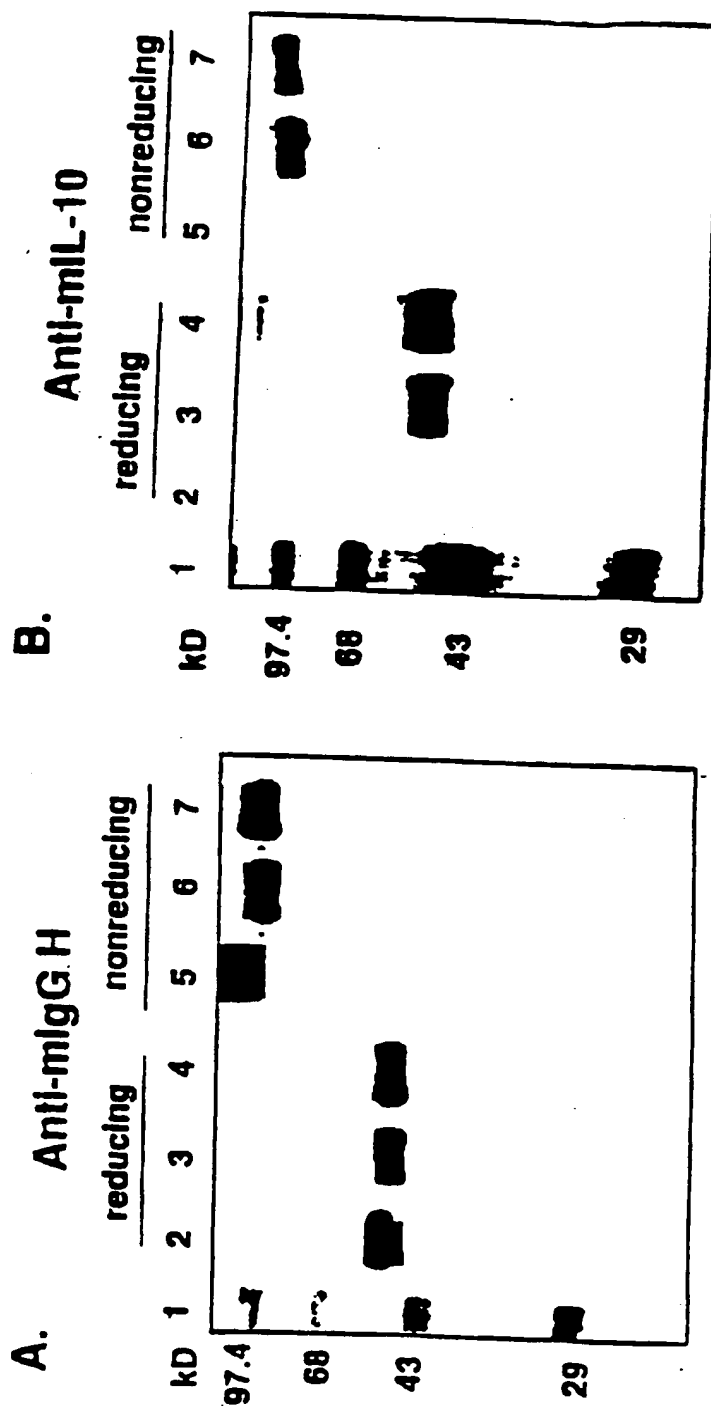 A.
Anti-mIgG.H
reducing nonreducing
kD 1 2 3 4 5 6 7
97.4
68
43
29
B.
Anti-mIL-10
reducing nonreducing
kD 1 2 3 4 5 6 7
97.4
68
43
29